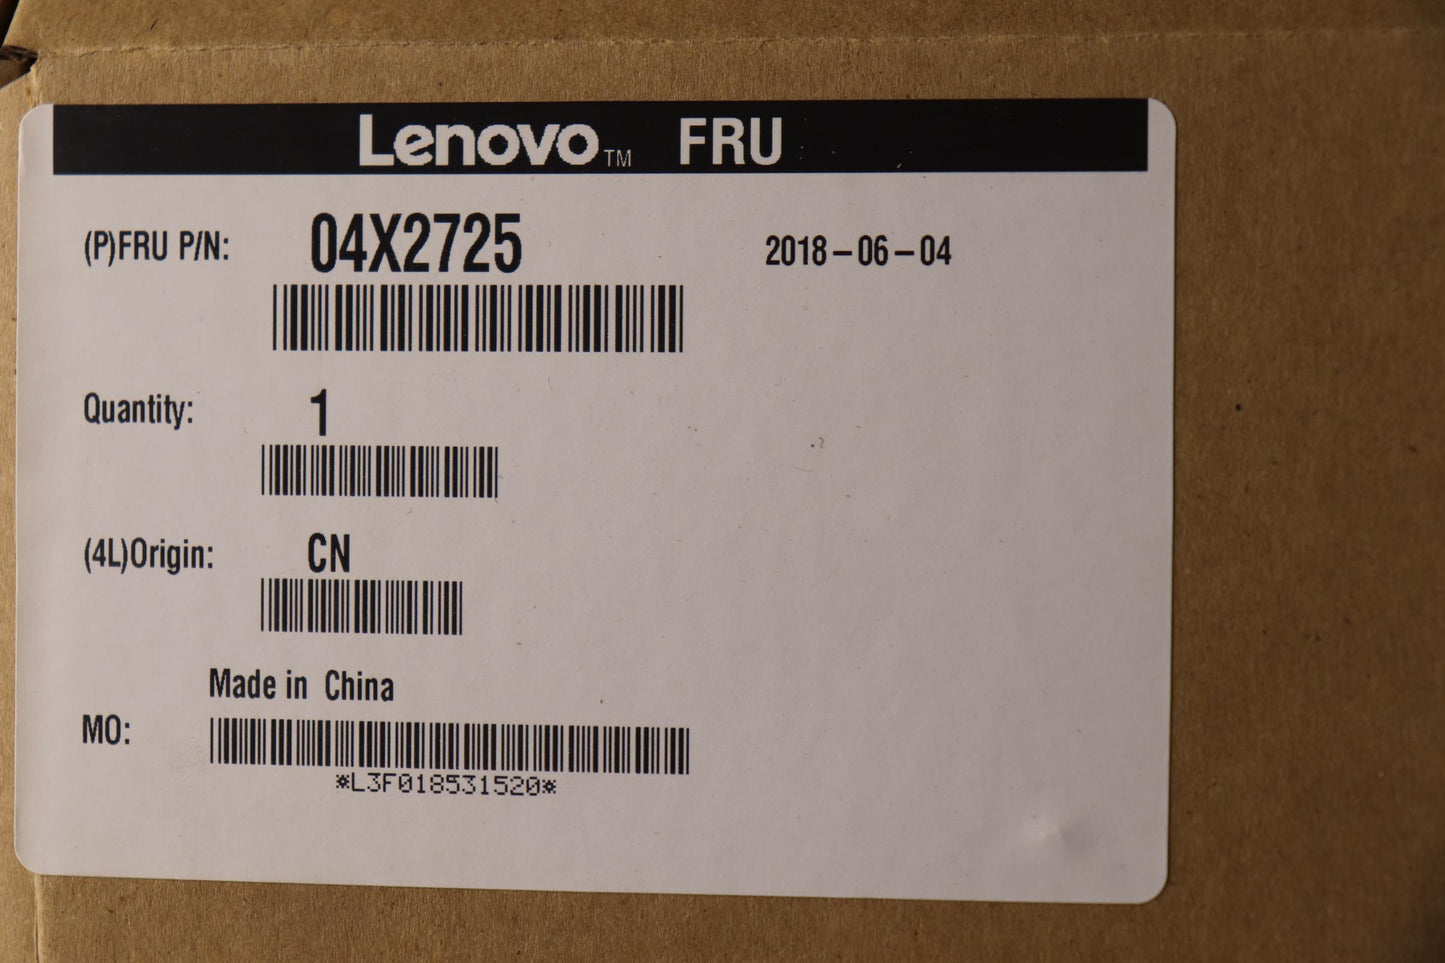 Lenovo™ FRU
(P)FRU P/N: 04X2725 2018-06-04
Quantity: 1
(4L)Origin: CN
Made in China
MO:
*L3F018531520*